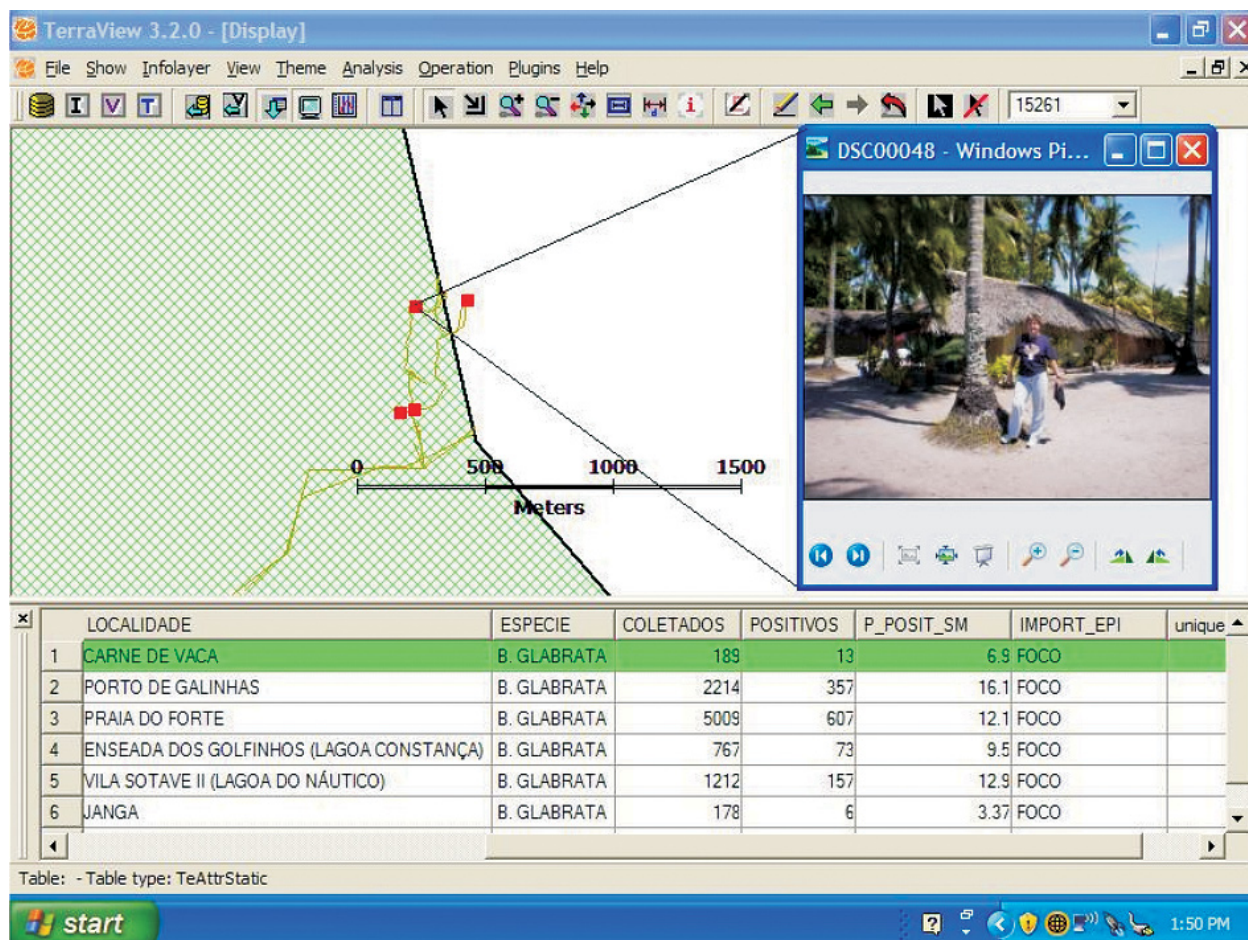 TerraView 3.2.0 - [Display]
File Show Infolayer View Theme Analysis Operation Plugins Help
I V T i 15261
DSC00048 - Windows Pi...
0 500 1000 1500
Meters
LOCALIDADE ESPECIE COLETADOS POSITIVOS P_POSIT_SM IMPORT_EPI unique
1 CARNE DE VACA B. GLABRATA 189 13 6.9 FOCO
2 PORTO DE GALINHAS B. GLABRATA 2214 357 16.1 FOCO
3 PRAIA DO FORTE B. GLABRATA 5009 607 12.1 FOCO
4 ENSEADA DOS GOLFINHOS (LAGOA CONSTANÇA) B. GLABRATA 767 73 9.5 FOCO
5 VILA SOTAVE II (LAGOA DO NÁUTICO) B. GLABRATA 1212 157 12.9 FOCO
6 JANGA B. GLABRATA 178 6 3.37 FOCO
Table: - Table type: TeAttrStatic
start 1:50 PM